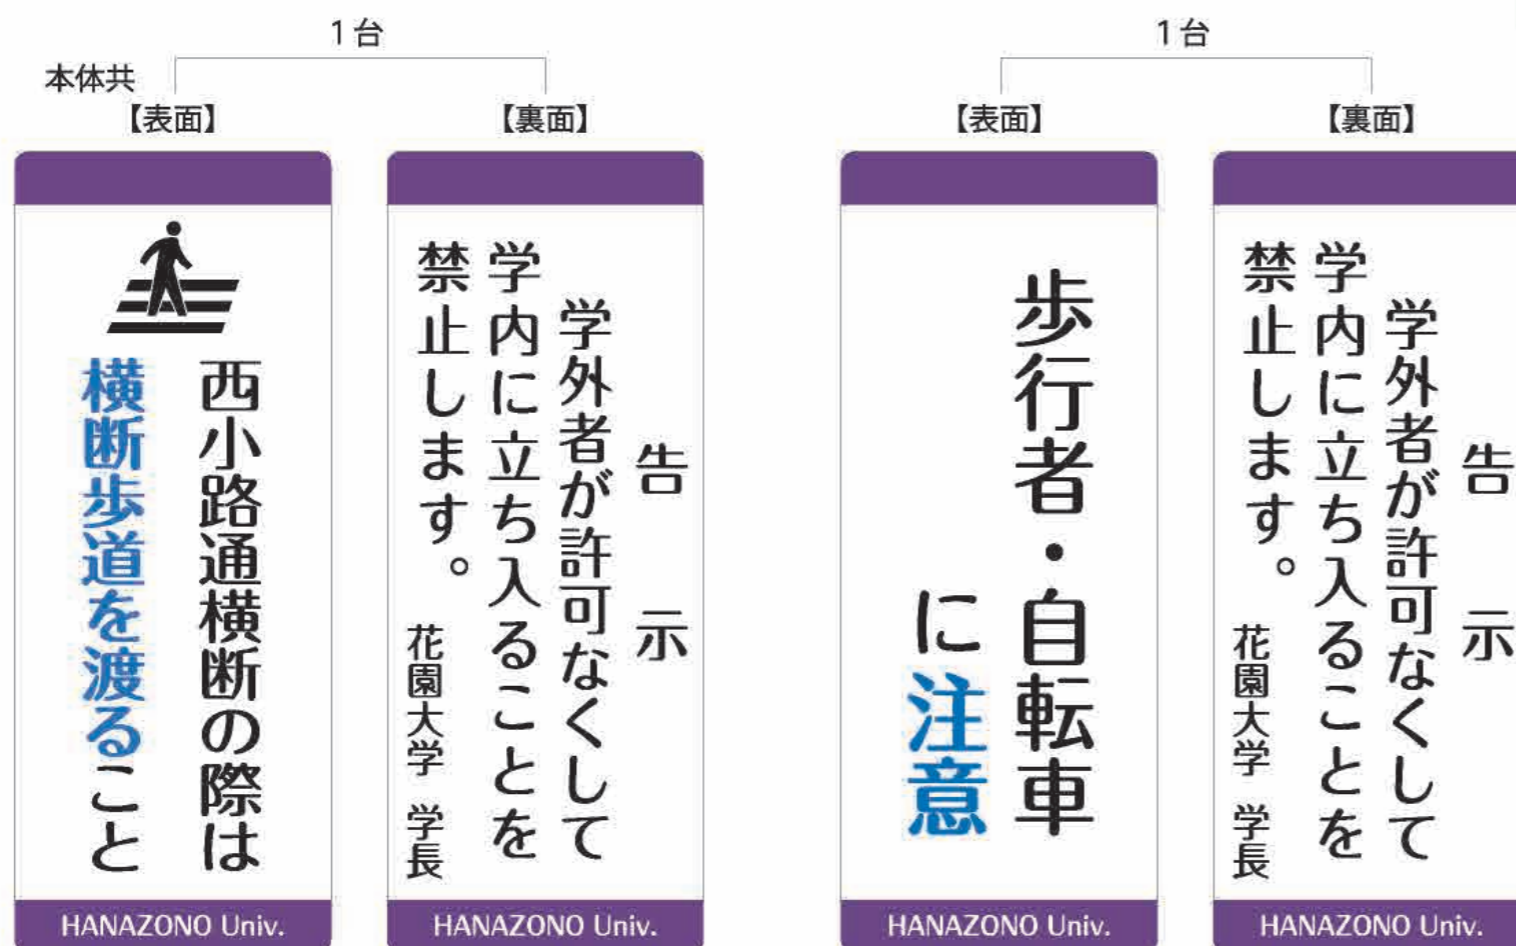 1台
本体共
【表面】
西小路通横断の際は
横断歩道を渡ること
HANAZONO Univ.
【裏面】
告示
学外者が許可なくして
学内に立ち入ることを
禁止します。
花園大学 学長
HANAZONO Univ.
1台
【表面】
歩行者・自転車
に注意
HANAZONO Univ.
【裏面】
告示
学外者が許可なくして
学内に立ち入ることを
禁止します。
花園大学 学長
HANAZONO Univ.